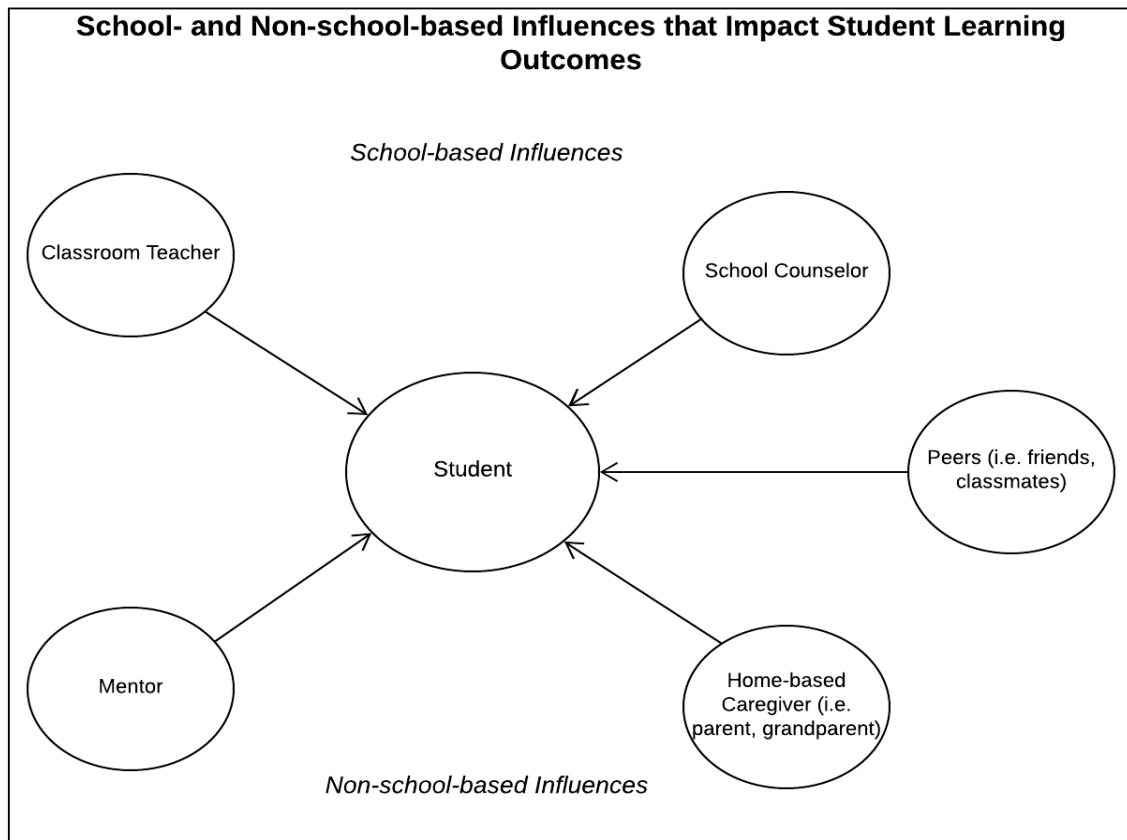 School- and Non-school-based Influences that Impact Student Learning
Outcomes
School-based Influences
Classroom Teacher
School Counselor
Student
Peers (i.e. friends,
classmates)
Mentor
Home-based
Caregiver (i.e.
parent, grandparent)
Non-school-based Influences